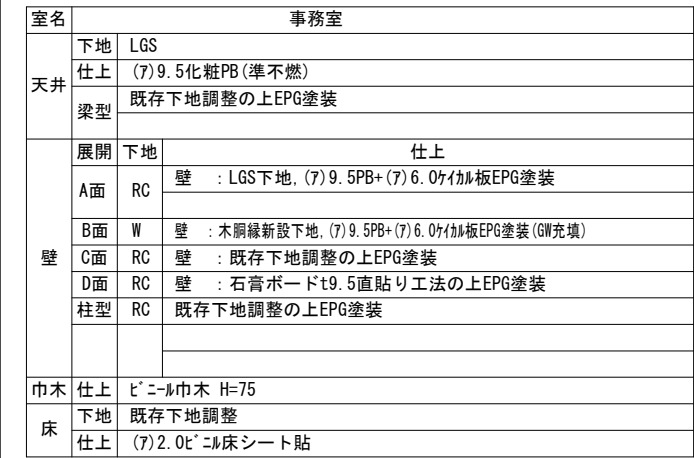 室名 事務室
天井 下地 LGS
仕上 (ｱ)9.5化粧PB(準不燃)
梁型 既存下地調整の上EPG塗装
壁 展開 下地 仕上
A面 RC 壁 :LGS下地,(ｱ)9.5PB+(ｱ)6.0ｹｲｶﾙ板EPG塗装
B面 W 壁 :木胴縁新設下地,(ｱ)9.5PB+(ｱ)6.0ｹｲｶﾙ板EPG塗装(GW充填)
C面 RC 壁 :既存下地調整の上EPG塗装
D面 RC 壁 :石膏ボードt9.5直貼り工法の上EPG塗装
柱型 RC 既存下地調整の上EPG塗装
巾木 仕上 ﾋﾞﾆｰﾙ巾木 H=75
床 下地 既存下地調整
仕上 (ｱ)2.0ﾋﾞﾆﾙ床シート貼